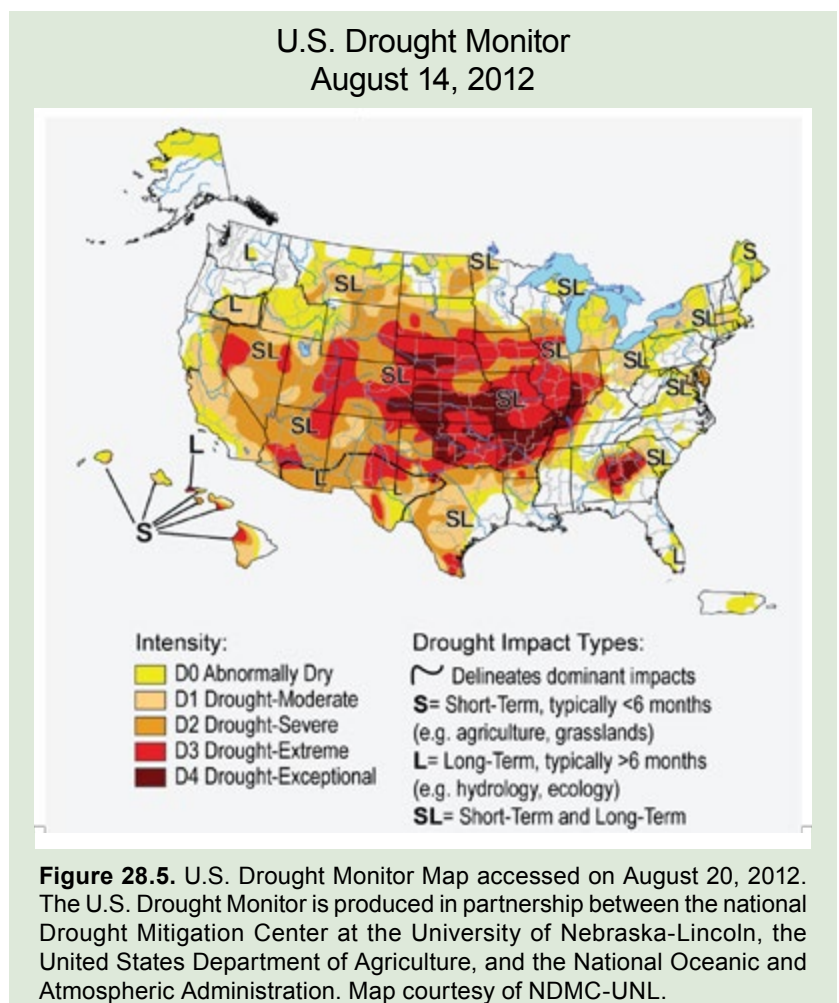 U.S. Drought Monitor
August 14, 2012
L
SL
SL
SL
S
L
SL
SL
SL
SL
SL
SL
SL
SL
L
SL
L
L
SL
S
L
Intensity:
D0 Abnormally Dry
D1 Drought-Moderate
D2 Drought-Severe
D3 Drought-Extreme
D4 Drought-Exceptional
Drought Impact Types:
Delineates dominant impacts
S= Short-Term, typically <6 months
(e.g. agriculture, grasslands)
L= Long-Term, typically >6 months
(e.g. hydrology, ecology)
SL= Short-Term and Long-Term
Figure 28.5. U.S. Drought Monitor Map accessed on August 20, 2012.
The U.S. Drought Monitor is produced in partnership between the national
Drought Mitigation Center at the University of Nebraska-Lincoln, the
United States Department of Agriculture, and the National Oceanic and
Atmospheric Administration. Map courtesy of NDMC-UNL.